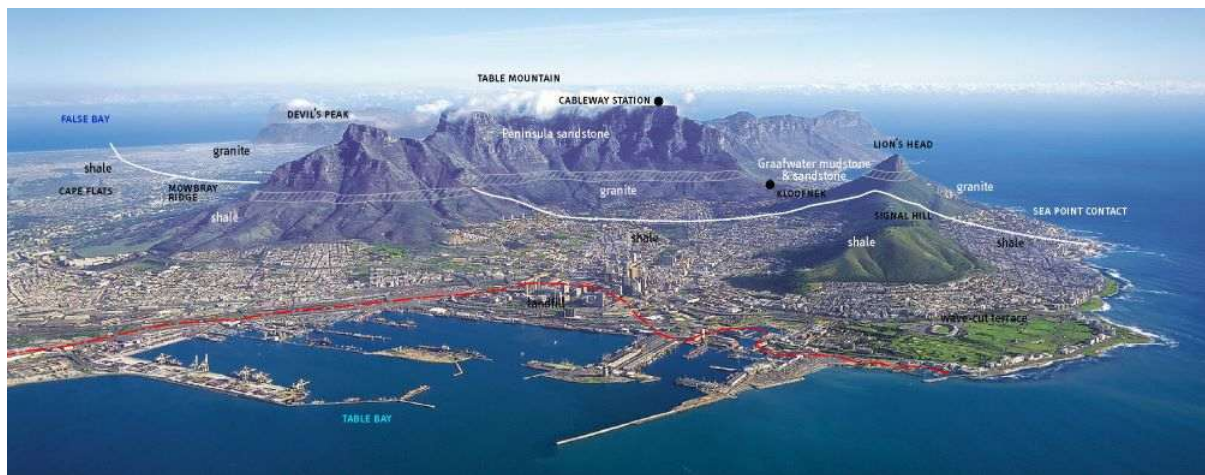 TABLE MOUNTAIN
CABLEWAY STATION
DEVIL'S PEAK
FALSE BAY
Peninsula sandstone
LION'S HEAD
granite
shale
Graafwater mudstone
& sandstone
CAPE FLATS
MOWBRAY
RIDGE
granite
KLOOFNEK
granite
shale
SIGNAL HILL
SEA POINT CONTACT
shale
shale
shale
landfill
wave-cut terrace
TABLE BAY